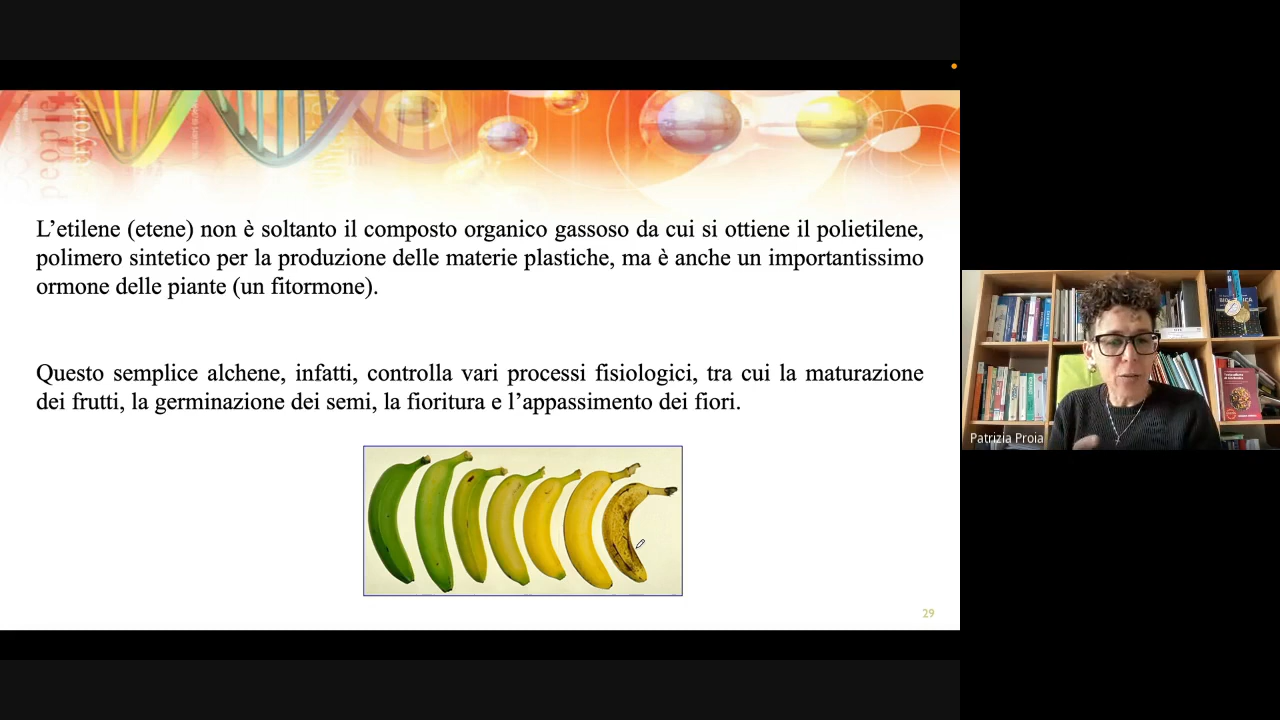 people
everyone
L’etilene (etene) non è soltanto il composto organico gassoso da cui si ottiene il polietilene,
polimero sintetico per la produzione delle materie plastiche, ma è anche un importantissimo
ormone delle piante (un fitormone).
Questo semplice alchene, infatti, controlla vari processi fisiologici, tra cui la maturazione
dei frutti, la germinazione dei semi, la fioritura e l’appassimento dei fiori.
29
Patrizia Proia